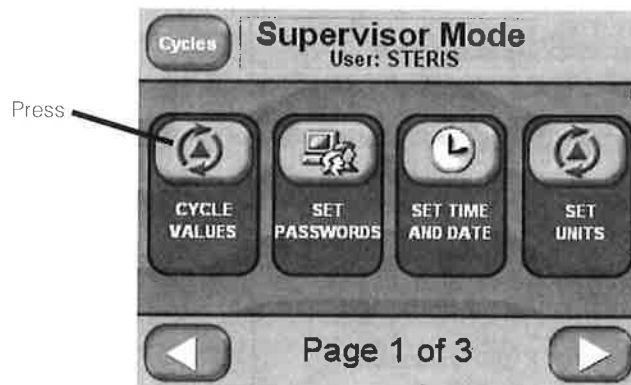 Cycles
Supervisor Mode
User: STERIS
Press
CYCLE
VALUES
SET
PASSWORDS
SET TIME
AND DATE
SET
UNITS
Page 1 of 3